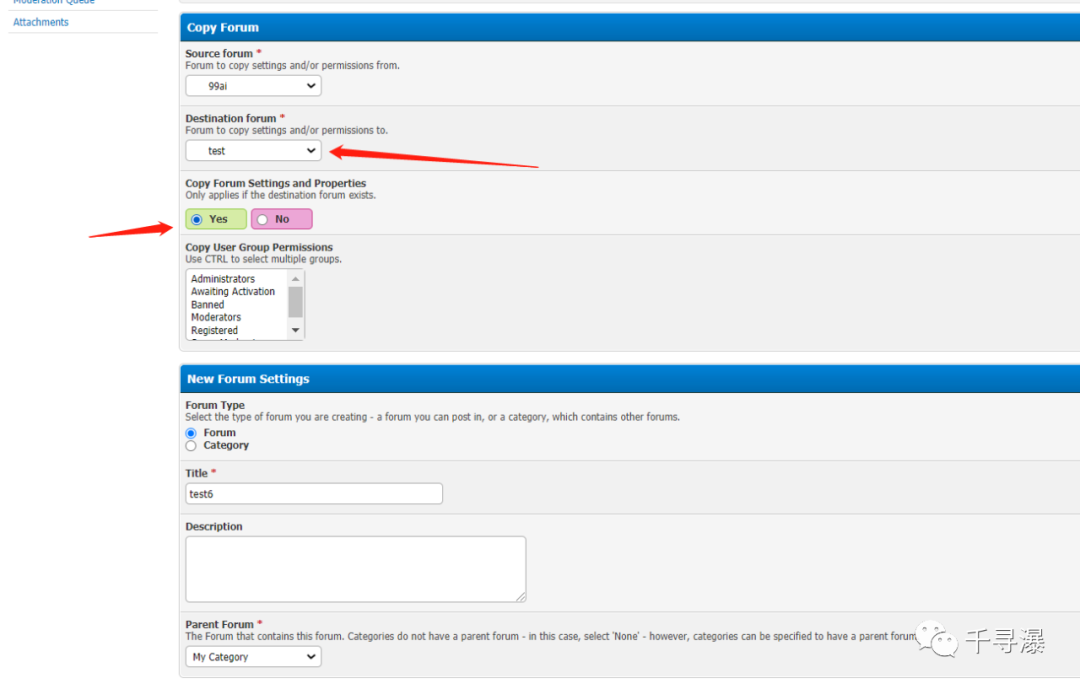 Moderation Queue
Attachments
Copy Forum
Source forum *
Forum to copy settings and/or permissions from.
99ai
Destination forum *
Forum to copy settings and/or permissions to.
test
Copy Forum Settings and Properties
Only applies if the destination forum exists.
Yes No
Copy User Group Permissions
Use CTRL to select multiple groups.
Administrators
Awaiting Activation
Banned
Moderators
Registered
New Forum Settings
Forum Type
Select the type of forum you are creating - a forum you can post in, or a category, which contains other forums.
Forum
Category
Title *
test6
Description
Parent Forum *
The Forum that contains this forum. Categories do not have a parent forum - in this case, select 'None' - however, categories can be specified to have a parent forum
My Category
千寻瀑